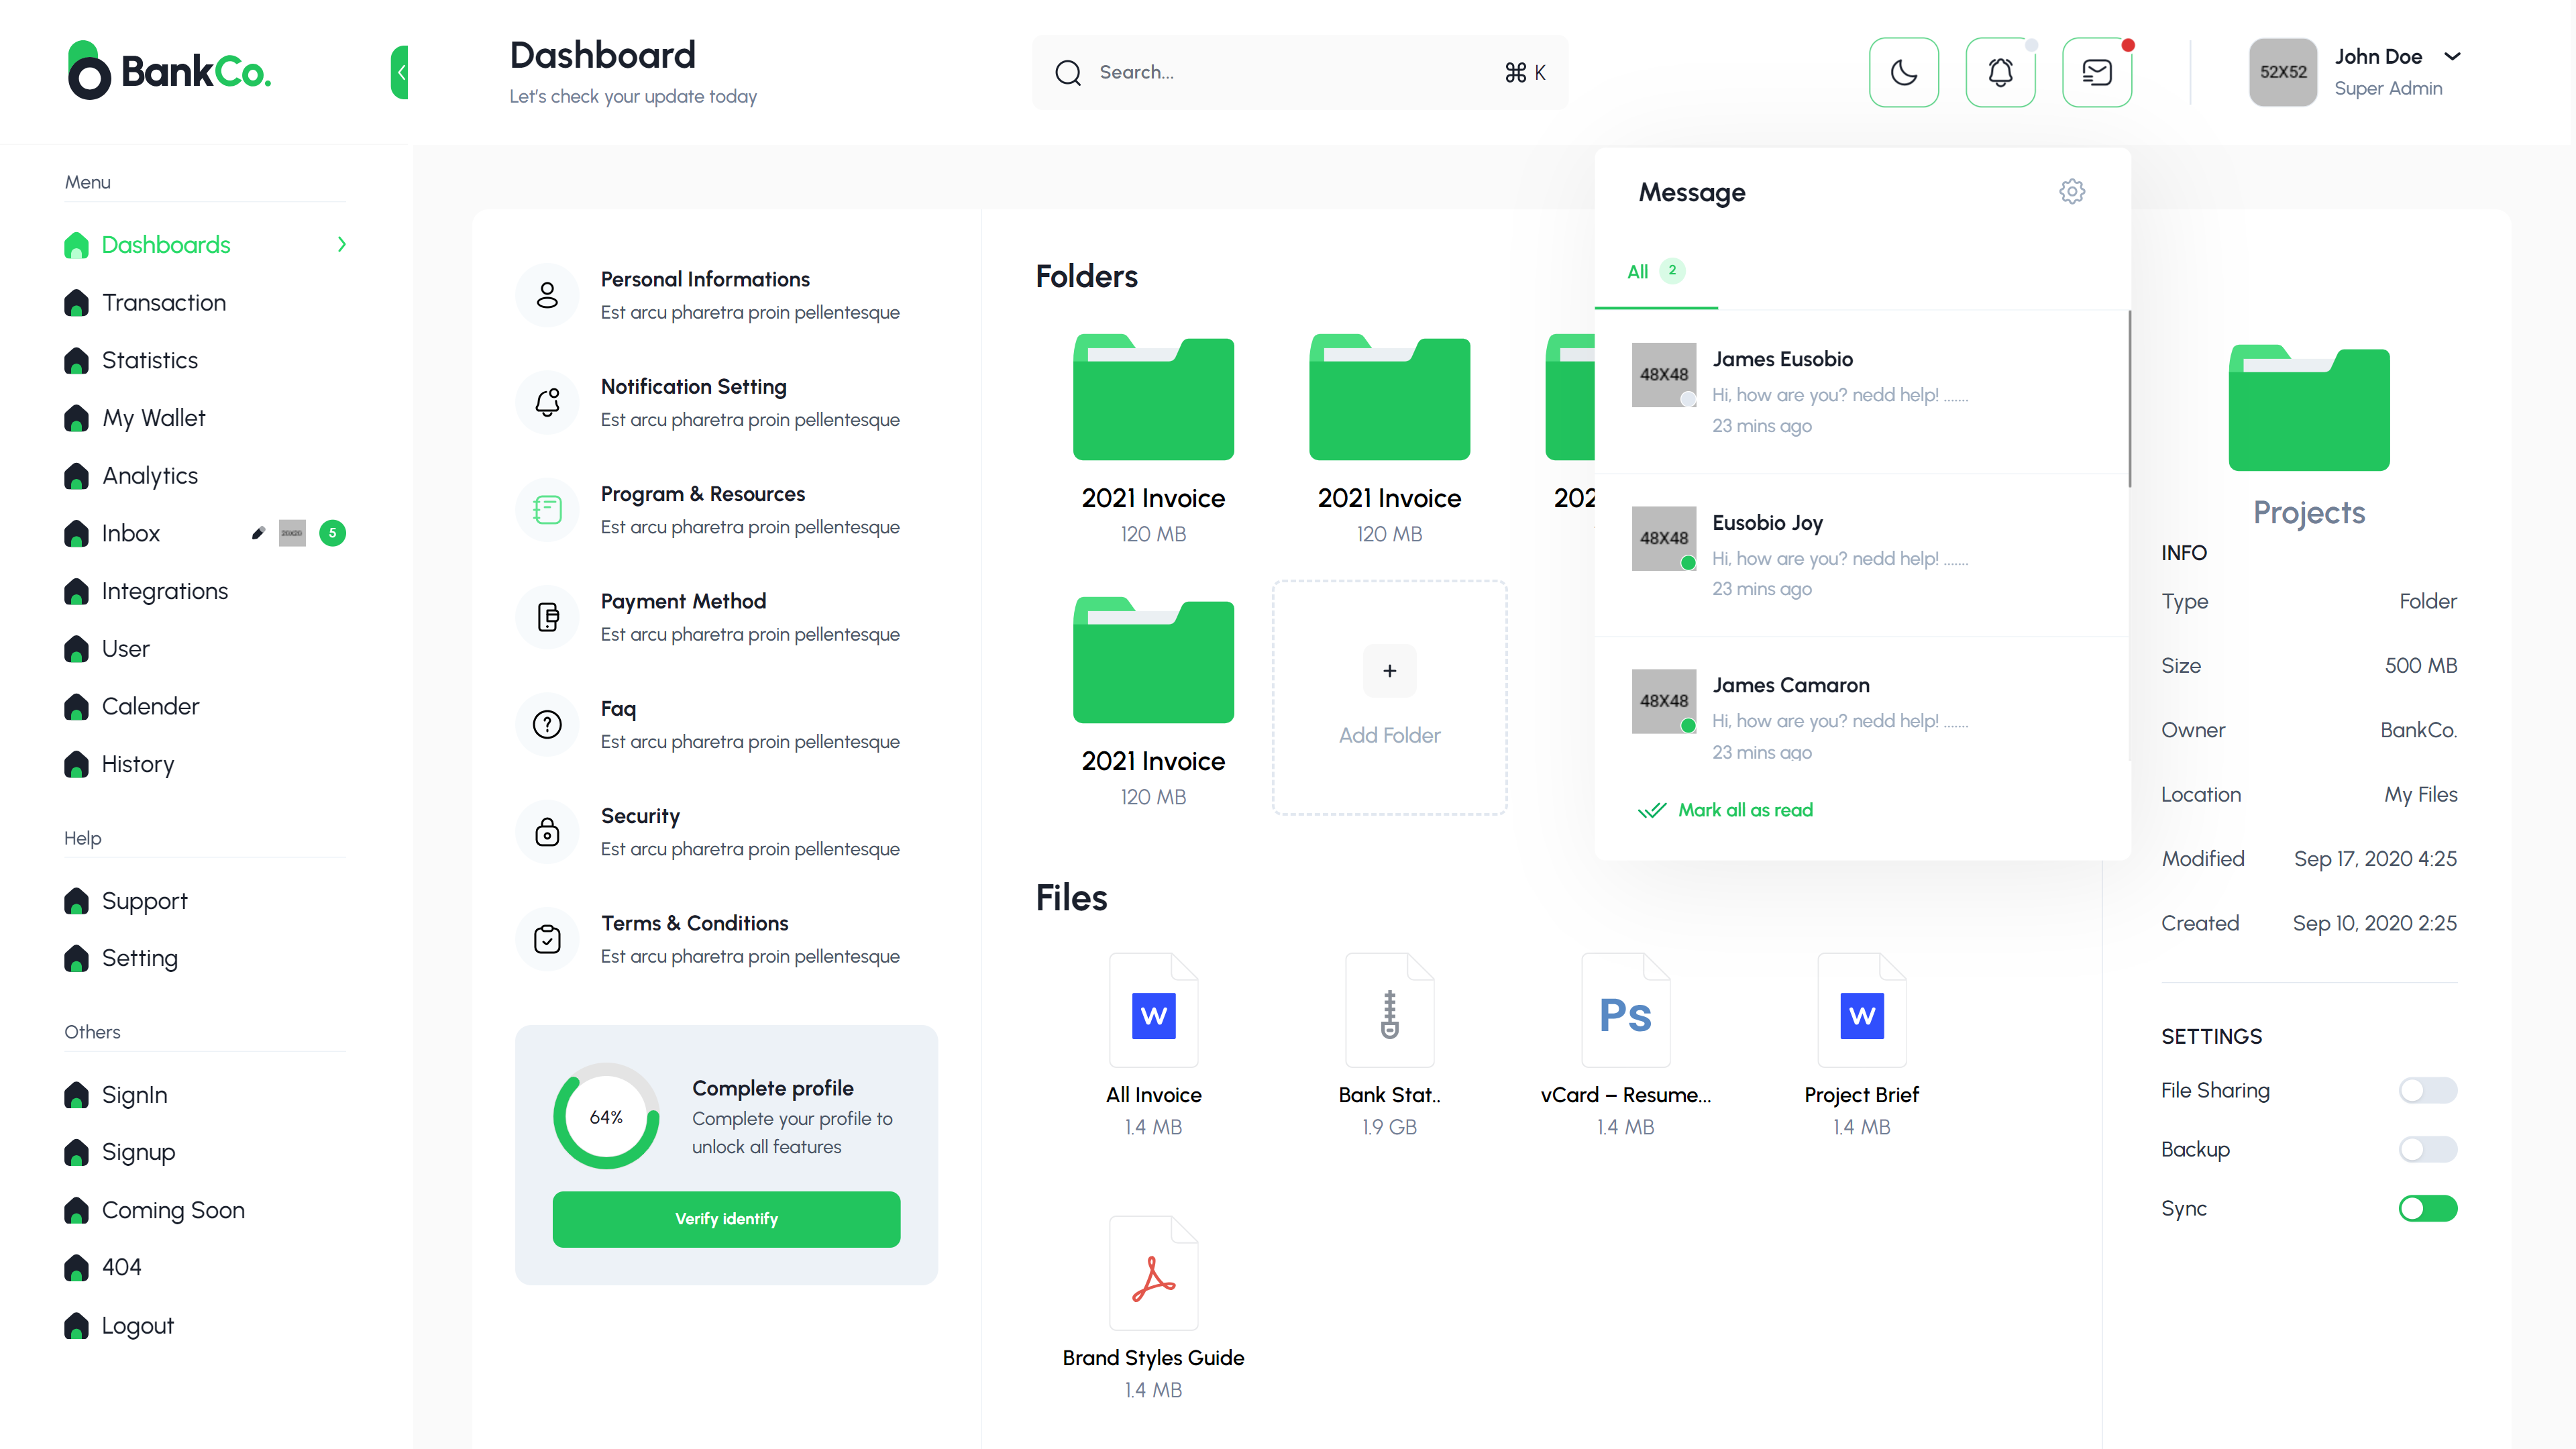 BankCo.
Dashboard
Let's check your update today
Search...
⌘ K
52X52
John Doe
Super Admin
Menu
Dashboards
Transaction
Statistics
My Wallet
Analytics
Inbox
5
Integrations
User
Calender
History
Help
Support
Setting
Others
SignIn
Signup
Coming Soon
404
Logout
Personal Informations
Est arcu pharetra proin pellentesque
Notification Setting
Est arcu pharetra proin pellentesque
Program & Resources
Est arcu pharetra proin pellentesque
Payment Method
Est arcu pharetra proin pellentesque
Faq
Est arcu pharetra proin pellentesque
Security
Est arcu pharetra proin pellentesque
Terms & Conditions
Est arcu pharetra proin pellentesque
64%
Complete profile
Complete your profile to
unlock all features
Verify identify
Folders
2021 Invoice
120 MB
2021 Invoice
120 MB
202
2021 Invoice
120 MB
+
Add Folder
Files
W
All Invoice
1.4 MB
Bank Stat..
1.9 GB
Ps
vCard – Resume...
1.4 MB
W
Project Brief
1.4 MB
Brand Styles Guide
1.4 MB
Message
All 2
48X48
James Eusobio
Hi, how are you? nedd help! .......
23 mins ago
48X48
Eusobio Joy
Hi, how are you? nedd help! .......
23 mins ago
48X48
James Camaron
Hi, how are you? nedd help! .......
23 mins ago
Mark all as read
Projects
INFO
Type Folder
Size 500 MB
Owner BankCo.
Location My Files
Modified Sep 17, 2020 4:25
Created Sep 10, 2020 2:25
SETTINGS
File Sharing
Backup
Sync